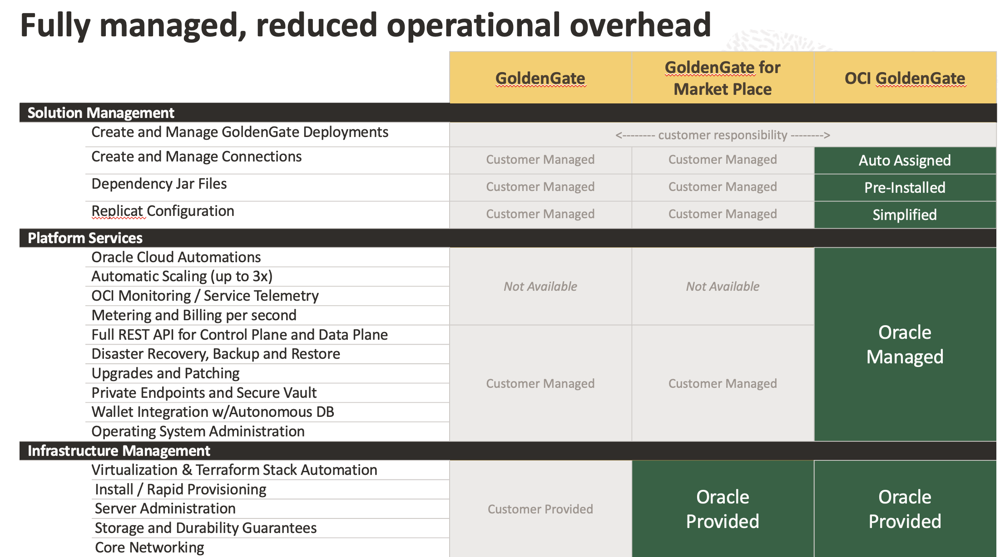 Fully managed, reduced operational overhead
GoldenGate
GoldenGate for
Market Place
OCI GoldenGate
Solution Management
Create and Manage GoldenGate Deployments
<-------- customer responsibility -------->
Create and Manage Connections
Customer Managed
Customer Managed
Auto Assigned
Dependency Jar Files
Customer Managed
Customer Managed
Pre-Installed
Replicat Configuration
Customer Managed
Customer Managed
Simplified
Platform Services
Oracle Cloud Automations
Automatic Scaling (up to 3x)
OCI Monitoring / Service Telemetry
Metering and Billing per second
Not Available
Not Available
Full REST API for Control Plane and Data Plane
Disaster Recovery, Backup and Restore
Upgrades and Patching
Private Endpoints and Secure Vault
Wallet Integration w/Autonomous DB
Operating System Administration
Customer Managed
Customer Managed
Oracle
Managed
Infrastructure Management
Virtualization & Terraform Stack Automation
Install / Rapid Provisioning
Server Administration
Storage and Durability Guarantees
Core Networking
Customer Provided
Oracle
Provided
Oracle
Provided